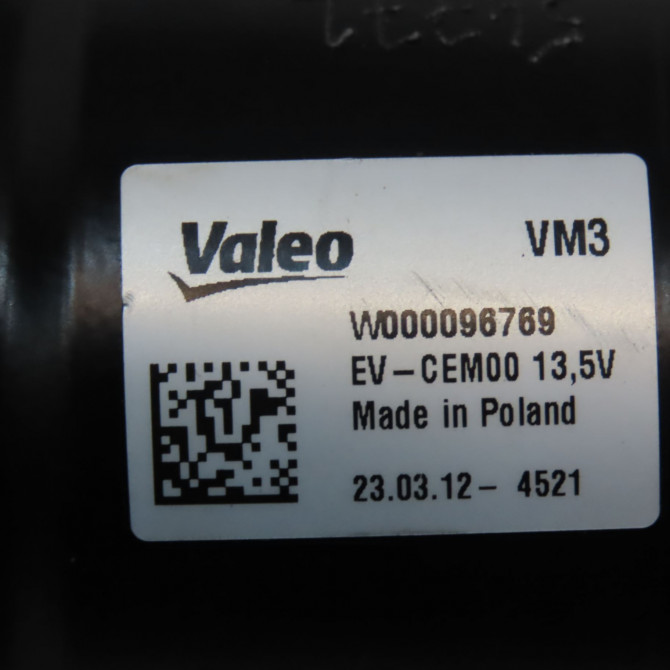 Valeo VM3
W000096769
EV-CEM00 13,5V
Made in Poland
23.03.12- 4521